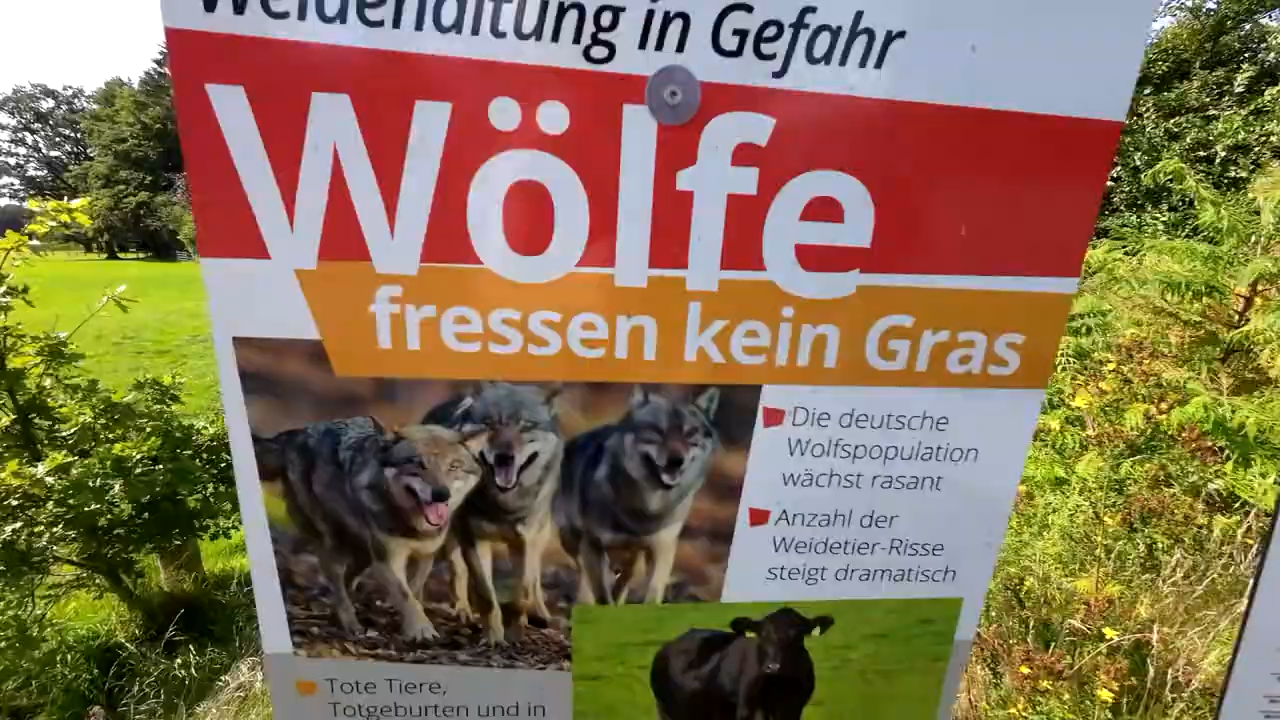 Weidehaltung in Gefahr
Wölfe
fressen kein Gras
Die deutsche
Wolfspopulation
wächst rasant
Anzahl der
Weidetier-Risse
steigt dramatisch
Tote Tiere,
Totgeburten und in